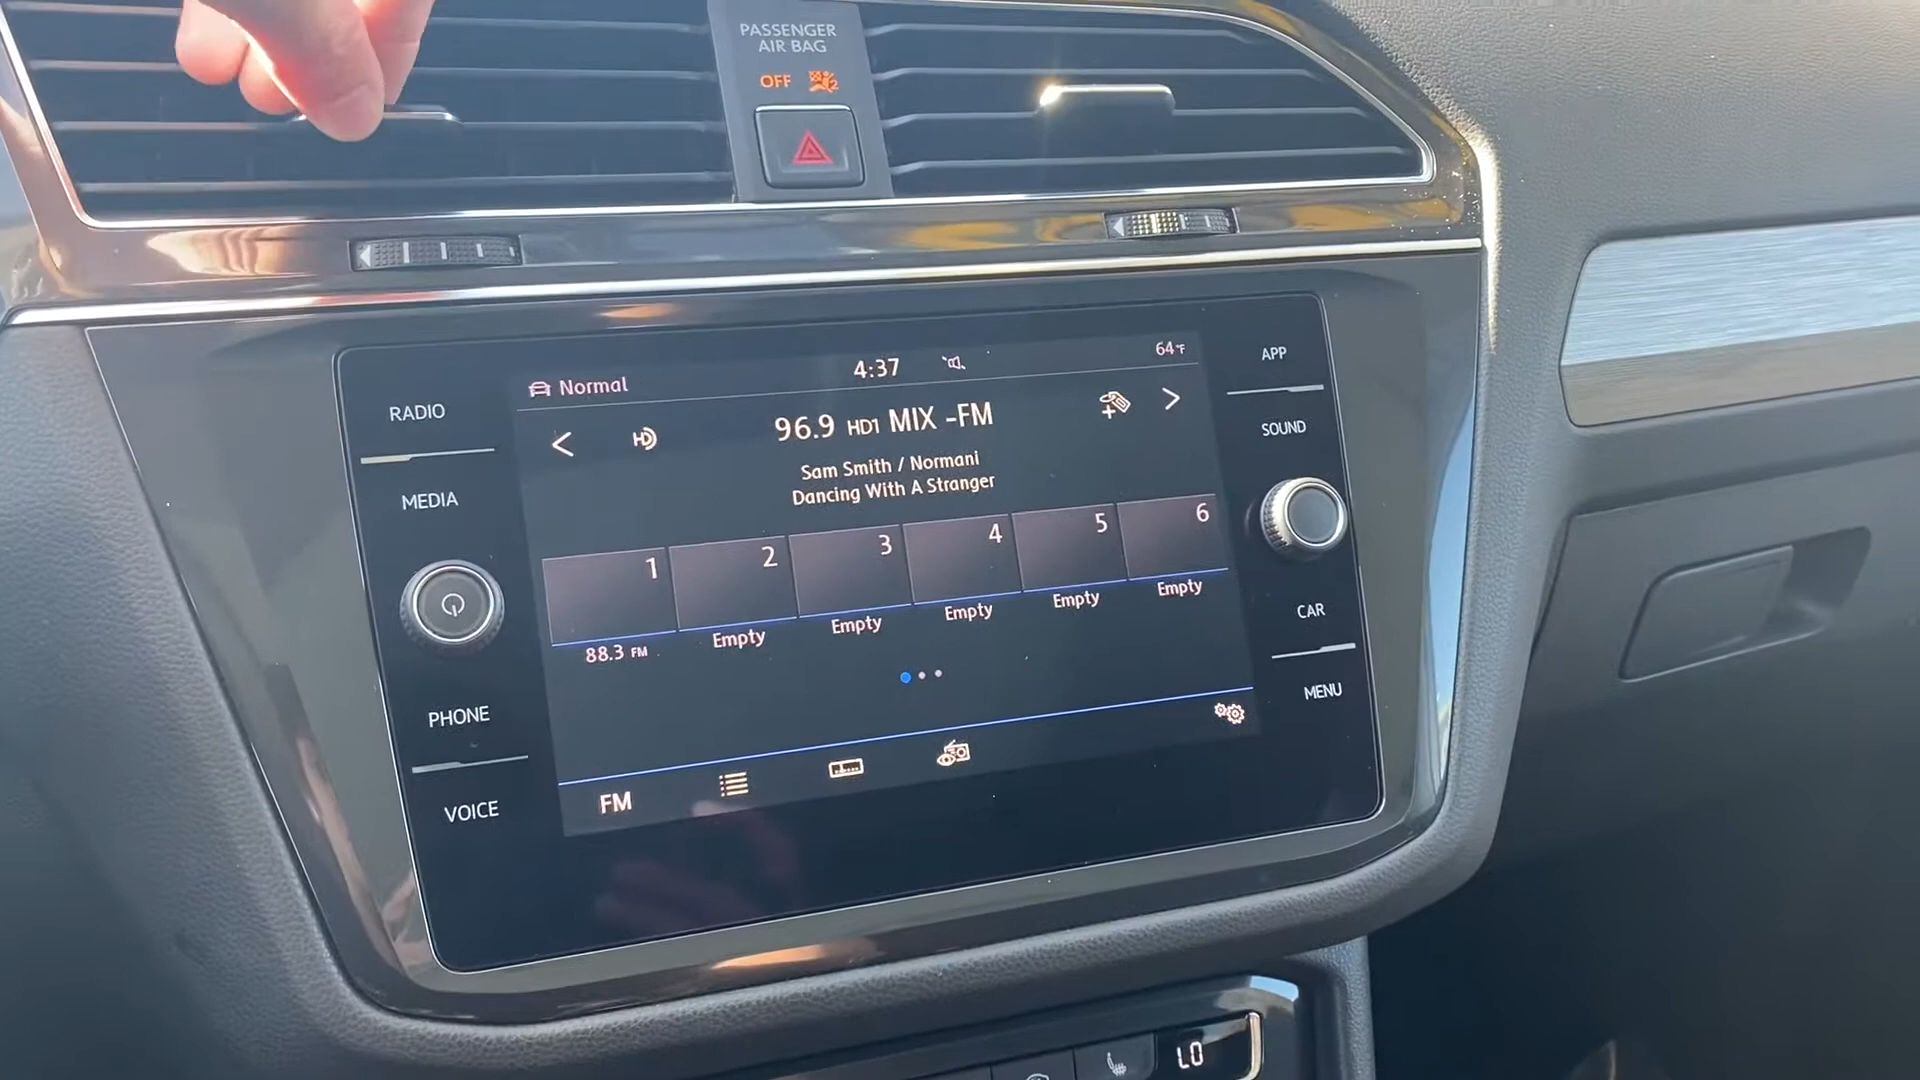 PASSENGER
AIR BAG
OFF
Normal
4:37
64°F
96.9 HD1 MIX -FM
Sam Smith / Normani
Dancing With A Stranger
HD
1
2
3
4
5
6
88.3 FM
Empty
Empty
Empty
Empty
Empty
FM
RADIO
MEDIA
PHONE
VOICE
APP
SOUND
CAR
MENU
LO